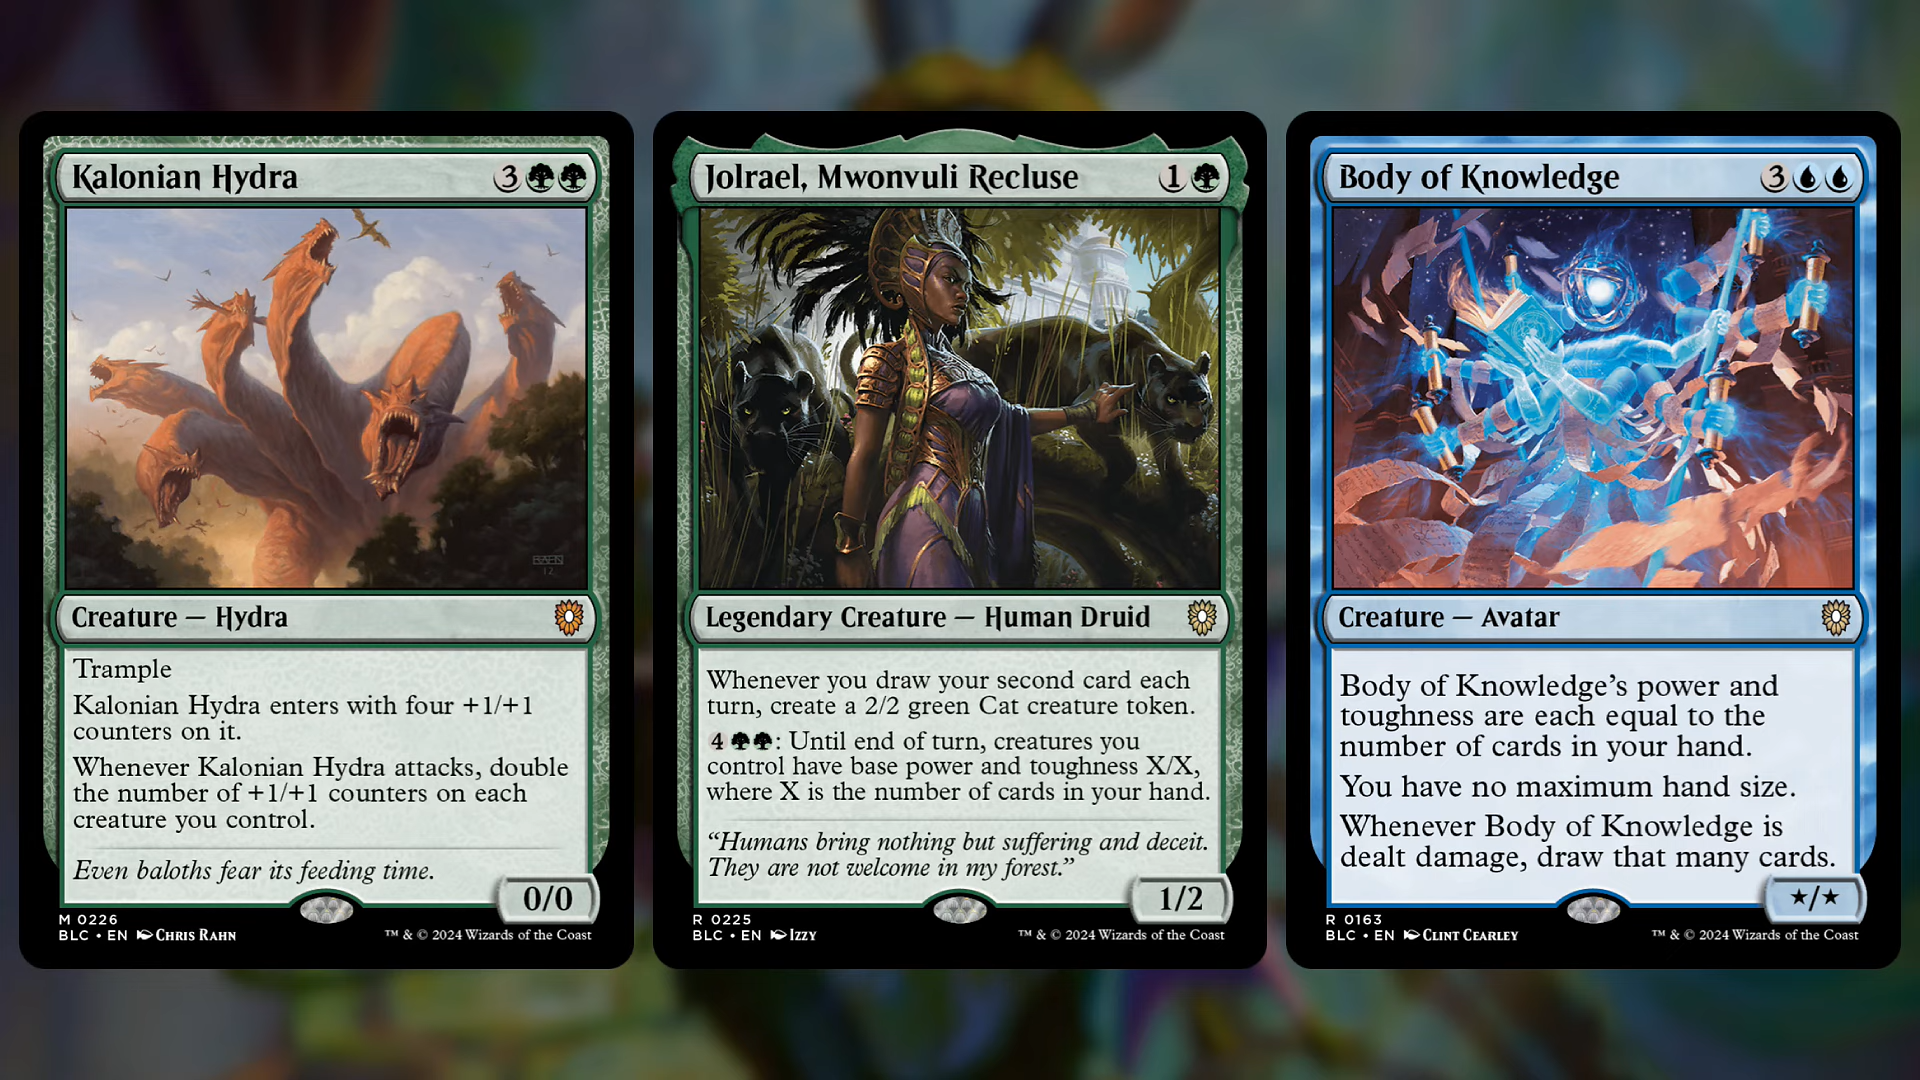 Kalonian Hydra 3
Creature — Hydra
Trample
Kalonian Hydra enters with four +1/+1
counters on it.
Whenever Kalonian Hydra attacks, double
the number of +1/+1 counters on each
creature you control.
Even baloths fear its feeding time.
0/0
M 0226
BLC • EN Chris Rahn
™ & © 2024 Wizards of the Coast
Jolrael, Mwonvuli Recluse 1
Legendary Creature — Human Druid
Whenever you draw your second card each
turn, create a 2/2 green Cat creature token.
4: Until end of turn, creatures you
control have base power and toughness X/X,
where X is the number of cards in your hand.
“Humans bring nothing but suffering and deceit.
They are not welcome in my forest.”
1/2
R 0225
BLC • EN Izzy
™ & © 2024 Wizards of the Coast
Body of Knowledge 3
Creature — Avatar
Body of Knowledge’s power and
toughness are each equal to the
number of cards in your hand.
You have no maximum hand size.
Whenever Body of Knowledge is
dealt damage, draw that many cards.
★/★
R 0163
BLC • EN Clint Cearley
™ & © 2024 Wizards of the Coast